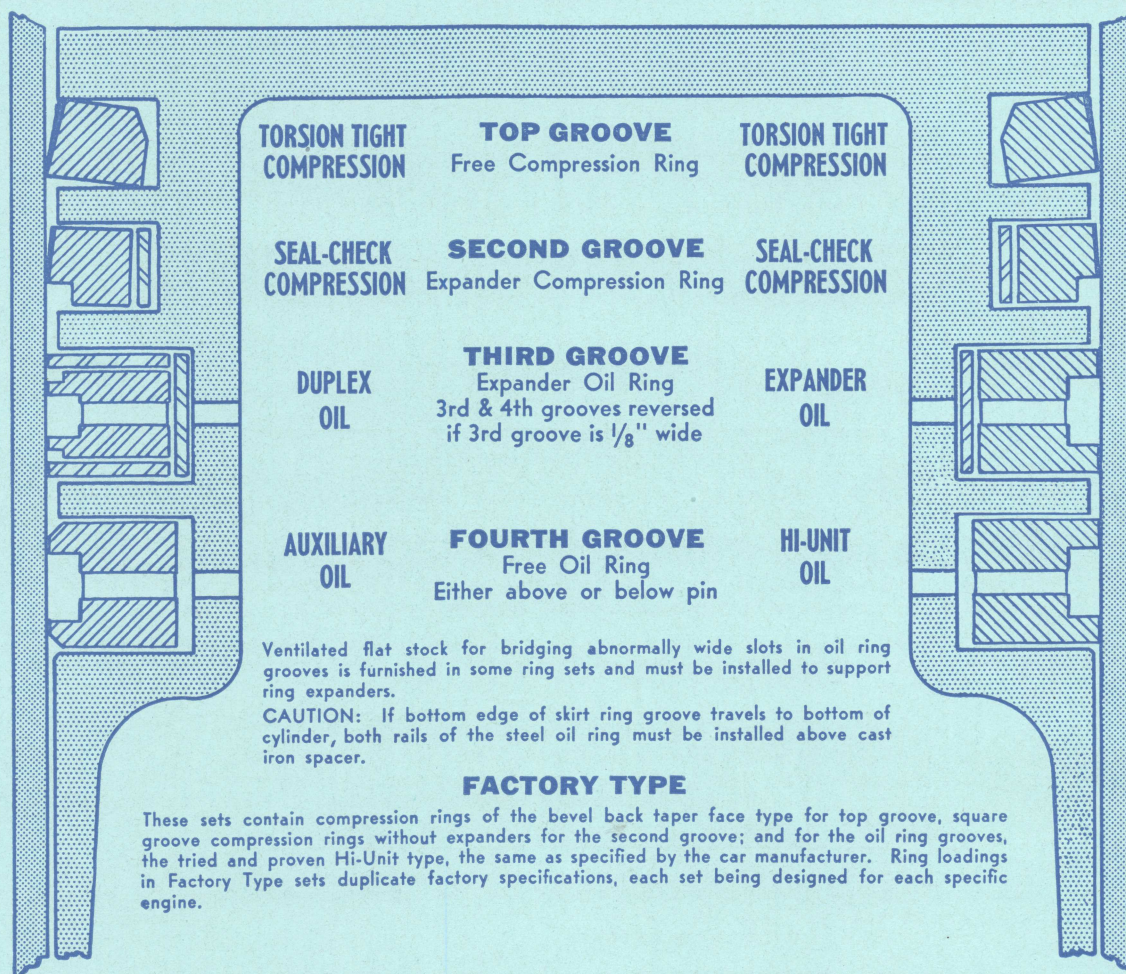 TORSION TIGHT COMPRESSION
TOP GROOVE
Free Compression Ring
TORSION TIGHT COMPRESSION
SEAL-CHECK COMPRESSION
SECOND GROOVE
Expander Compression Ring
SEAL-CHECK COMPRESSION
DUPLEX OIL
THIRD GROOVE
Expander Oil Ring
3rd & 4th grooves reversed
if 3rd groove is 1/8" wide
EXPANDER OIL
AUXILIARY OIL
FOURTH GROOVE
Free Oil Ring
Either above or below pin
HI-UNIT OIL
Ventilated flat stock for bridging abnormally wide slots in oil ring
grooves is furnished in some ring sets and must be installed to support
ring expanders.
CAUTION: If bottom edge of skirt ring groove travels to bottom of
cylinder, both rails of the steel oil ring must be installed above cast
iron spacer.
FACTORY TYPE
These sets contain compression rings of the bevel back taper face type for top groove, square
groove compression rings without expanders for the second groove; and for the oil ring grooves,
the tried and proven Hi-Unit type, the same as specified by the car manufacturer. Ring loadings
in Factory Type sets duplicate factory specifications, each set being designed for each specific
engine.